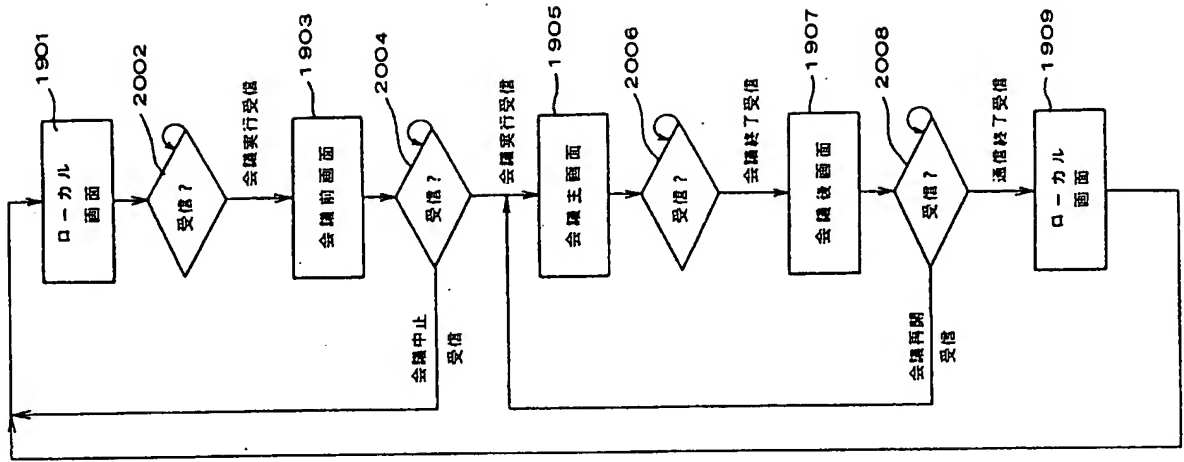 ローカル
画面
1901
受信?
2002
会議実行受信
会議前画面
1903
受信?
2004
会議中止
受信
会議実行受信
会議主画面
1905
受信?
2006
会議終了受信
会議後画面
1907
受信?
2008
会議再開
受信
通信終了受信
ローカル
画面
1909